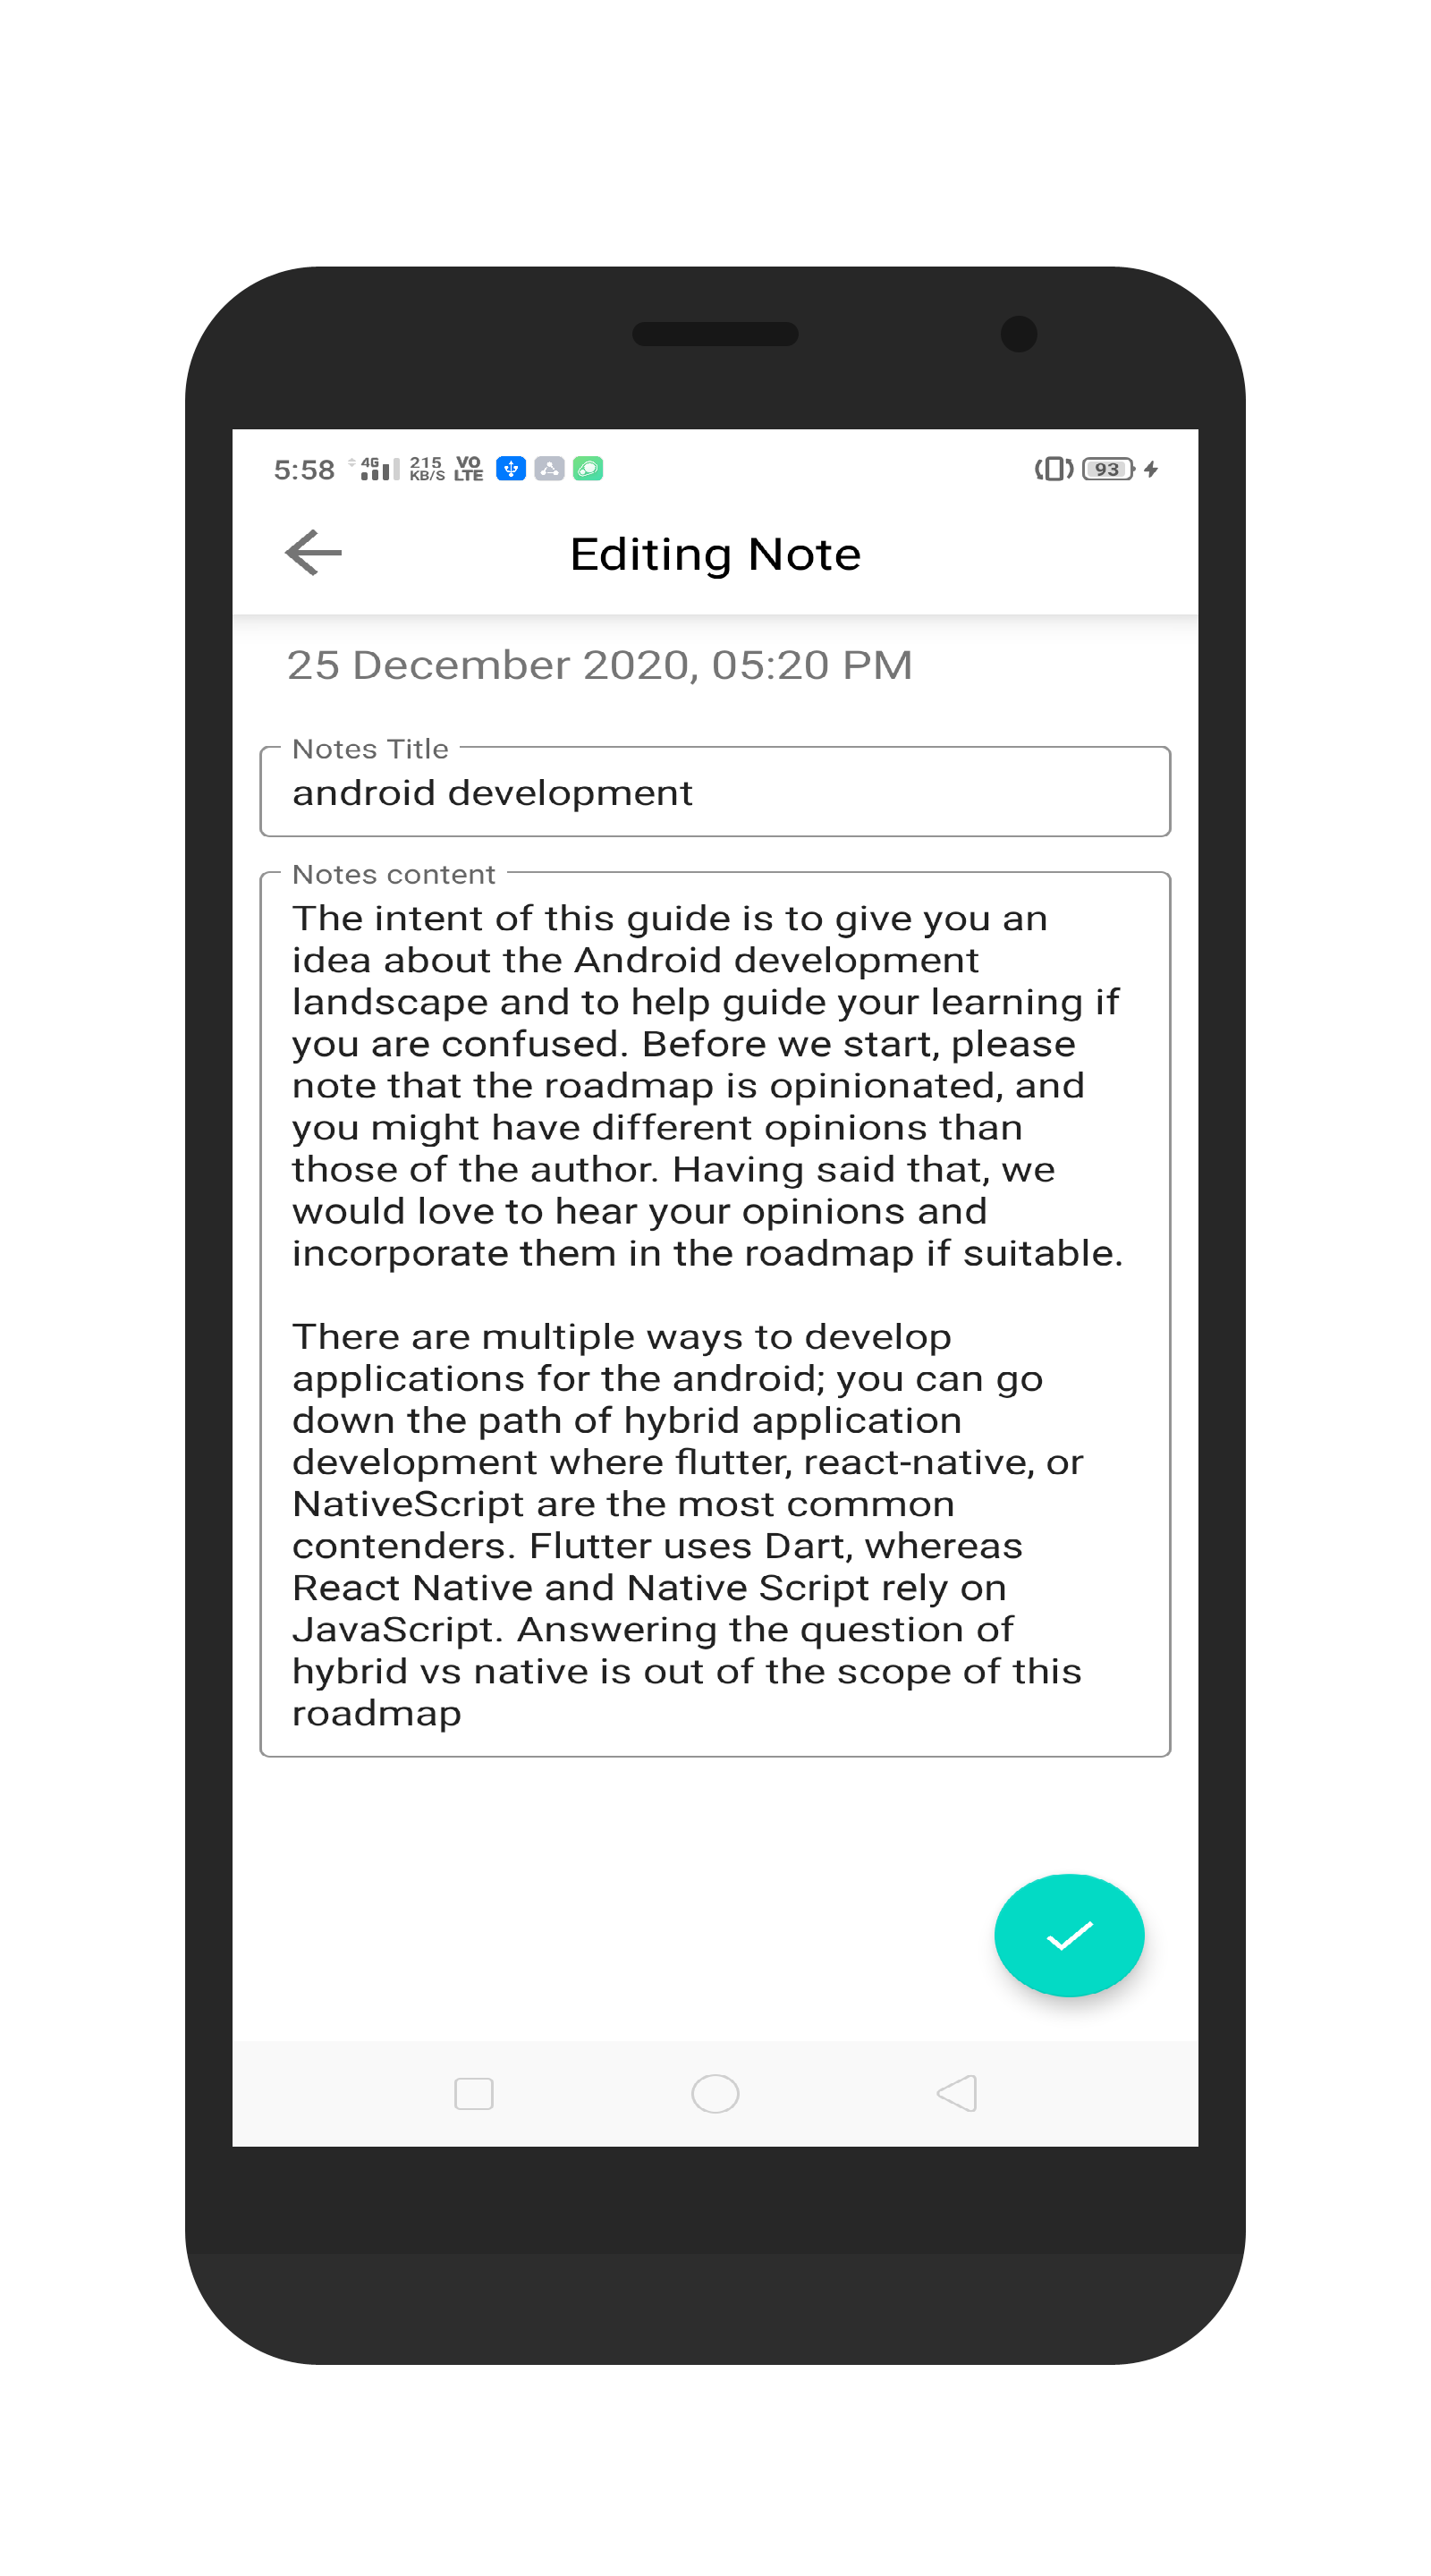 5:58 4G 215 KB/S VO LTE 93
Editing Note
25 December 2020, 05:20 PM
Notes Title
android development
Notes content
The intent of this guide is to give you an
idea about the Android development
landscape and to help guide your learning if
you are confused. Before we start, please
note that the roadmap is opinionated, and
you might have different opinions than
those of the author. Having said that, we
would love to hear your opinions and
incorporate them in the roadmap if suitable.
There are multiple ways to develop
applications for the android; you can go
down the path of hybrid application
development where flutter, react-native, or
NativeScript are the most common
contenders. Flutter uses Dart, whereas
React Native and Native Script rely on
JavaScript. Answering the question of
hybrid vs native is out of the scope of this
roadmap